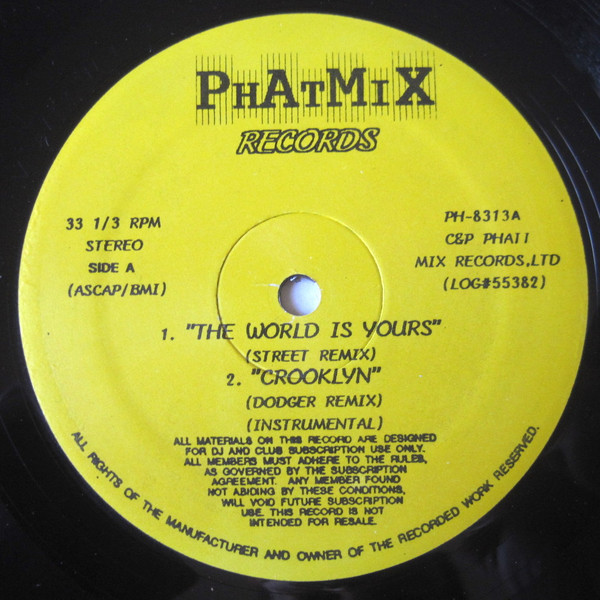 PHATMIX
RECORDS
33 1/3 RPM
STEREO
SIDE A
(ASCAP/BMI)
PH-8313A
C&P PHAT!
MIX RECORDS,LTD
(LOG#55382)
1. "THE WORLD IS YOURS"
(STREET REMIX)
2. "CROOKLYN"
(DODGER REMIX)
(INSTRUMENTAL)
ALL MATERIALS ON THIS RECORD ARE DESIGNED
FOR DJ AND CLUB SUBSCRIPTION USE ONLY.
ALL MEMBERS MUST ADHERE TO THE RULES,
AS GOVERNED BY THE SUBSCRIPTION
AGREEMENT. ANY MEMBER FOUND
NOT ABIDING BY THESE CONDITIONS,
WILL VOID FUTURE SUBSCRIPTION
USE. THIS RECORD IS NOT
INTENDED FOR RESALE.
ALL RIGHTS OF THE MANUFACTURER AND OWNER OF THE RECORDED WORK RESERVED.